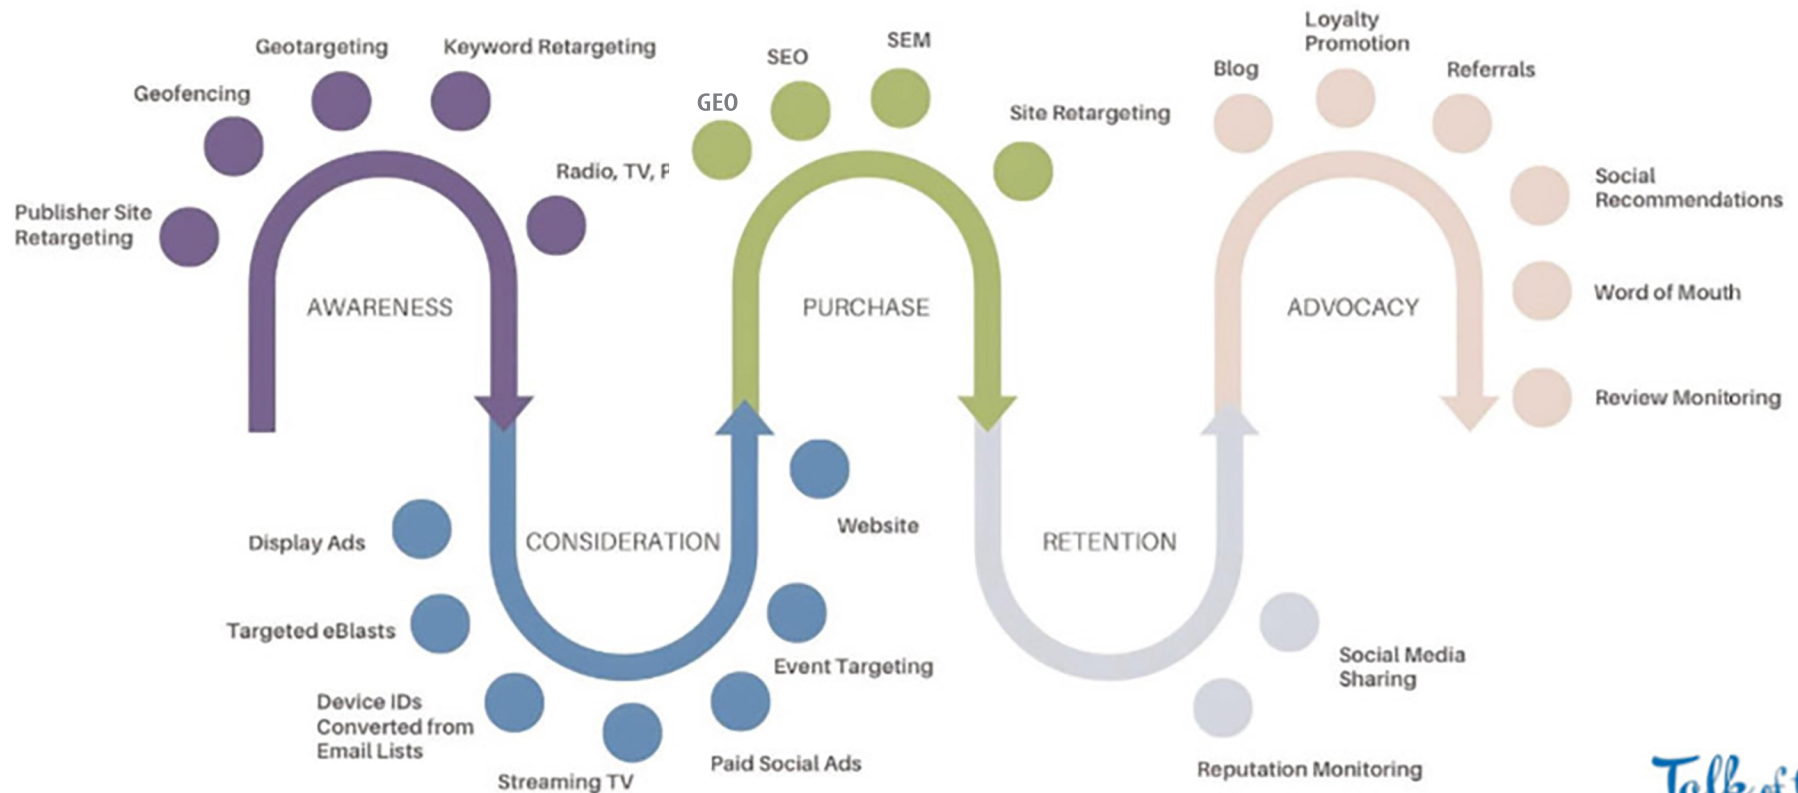 Geotargeting
Keyword Retargeting
Geofencing
Publisher Site
Retargeting
Radio, TV,
AWARENESS
Display Ads
Targeted eBlasts
Device IDs
Converted from
Email Lists
Streaming TV
Paid Social Ads
Event Targeting
Website
CONSIDERATION
GEO
SEO
SEM
Site Retargeting
PURCHASE
RETENTION
Social Media
Sharing
Reputation Monitoring
Blog
Loyalty
Promotion
Referrals
Social
Recommendations
Word of Mouth
Review Monitoring
ADVOCACY
Talk of